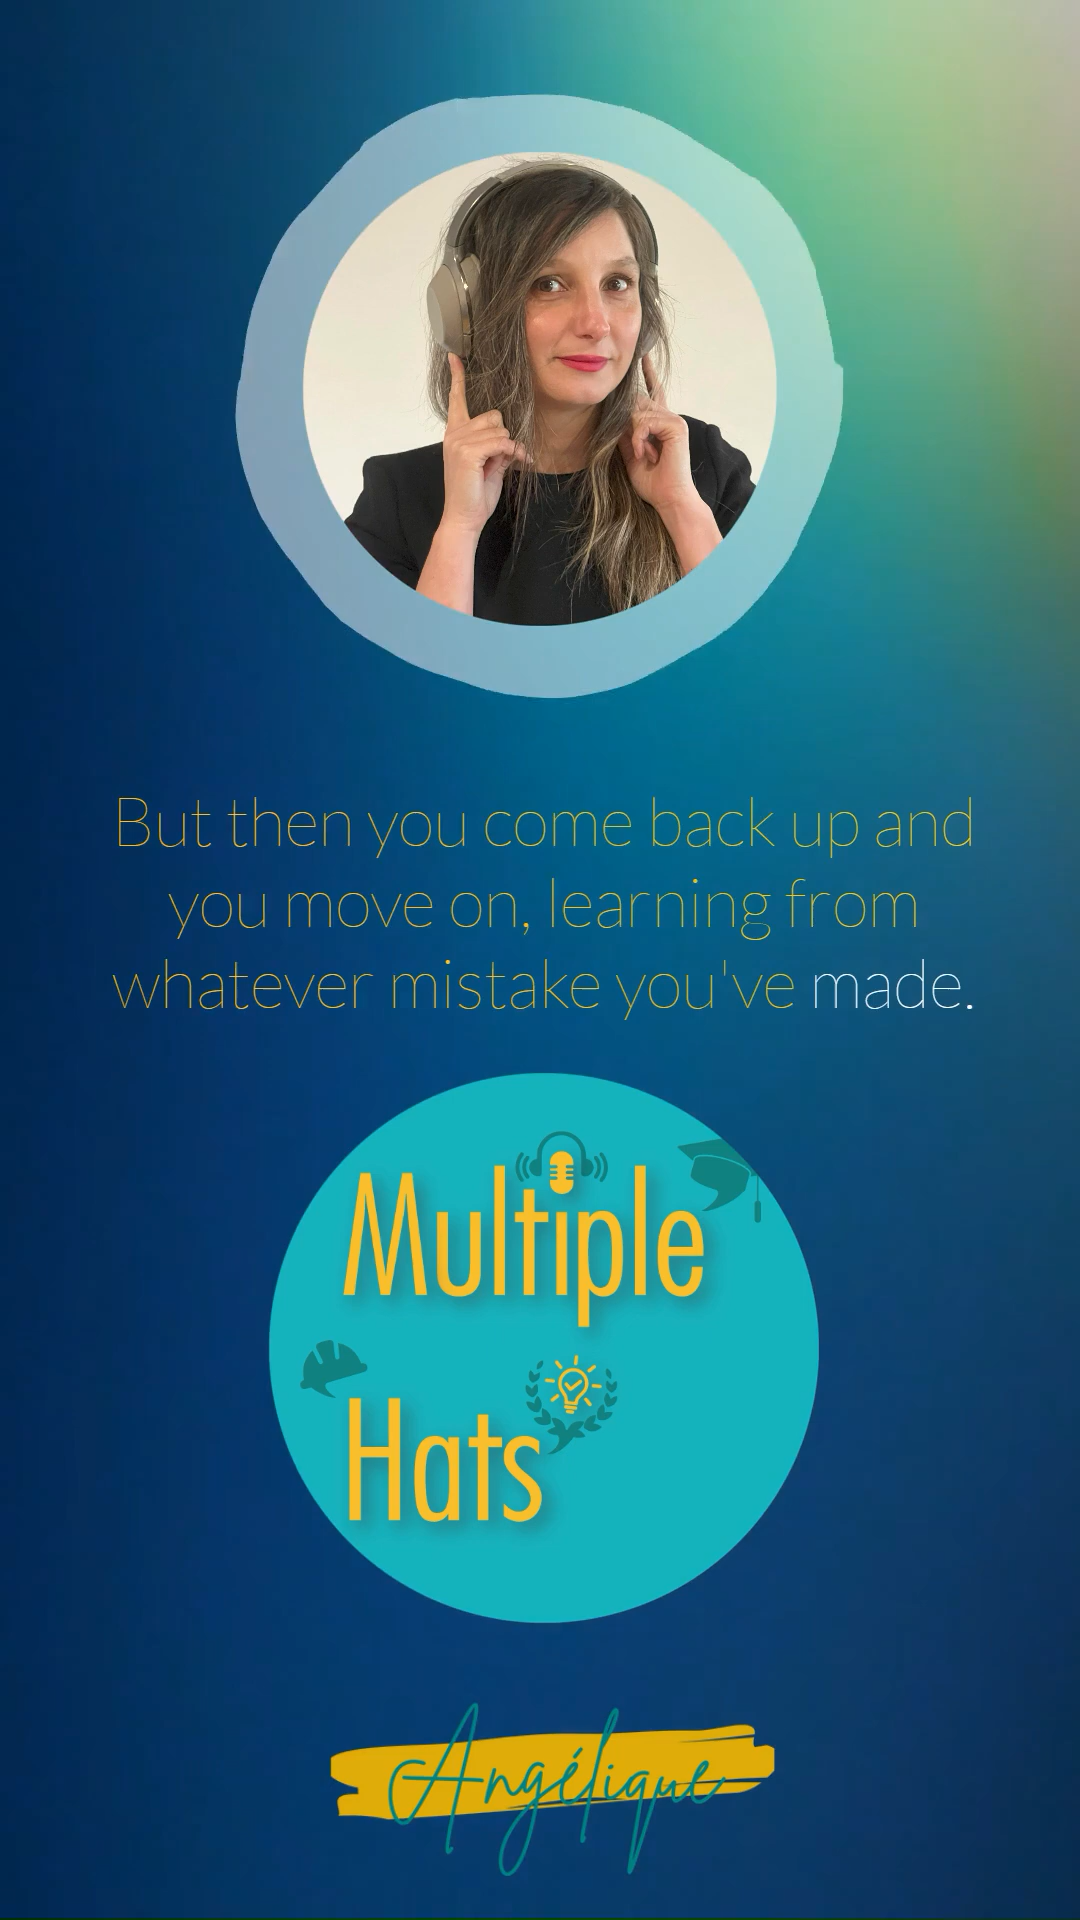 But then you come back up and
you move on, learning from
whatever mistake you've made.
Multiple
Hats
Angélique